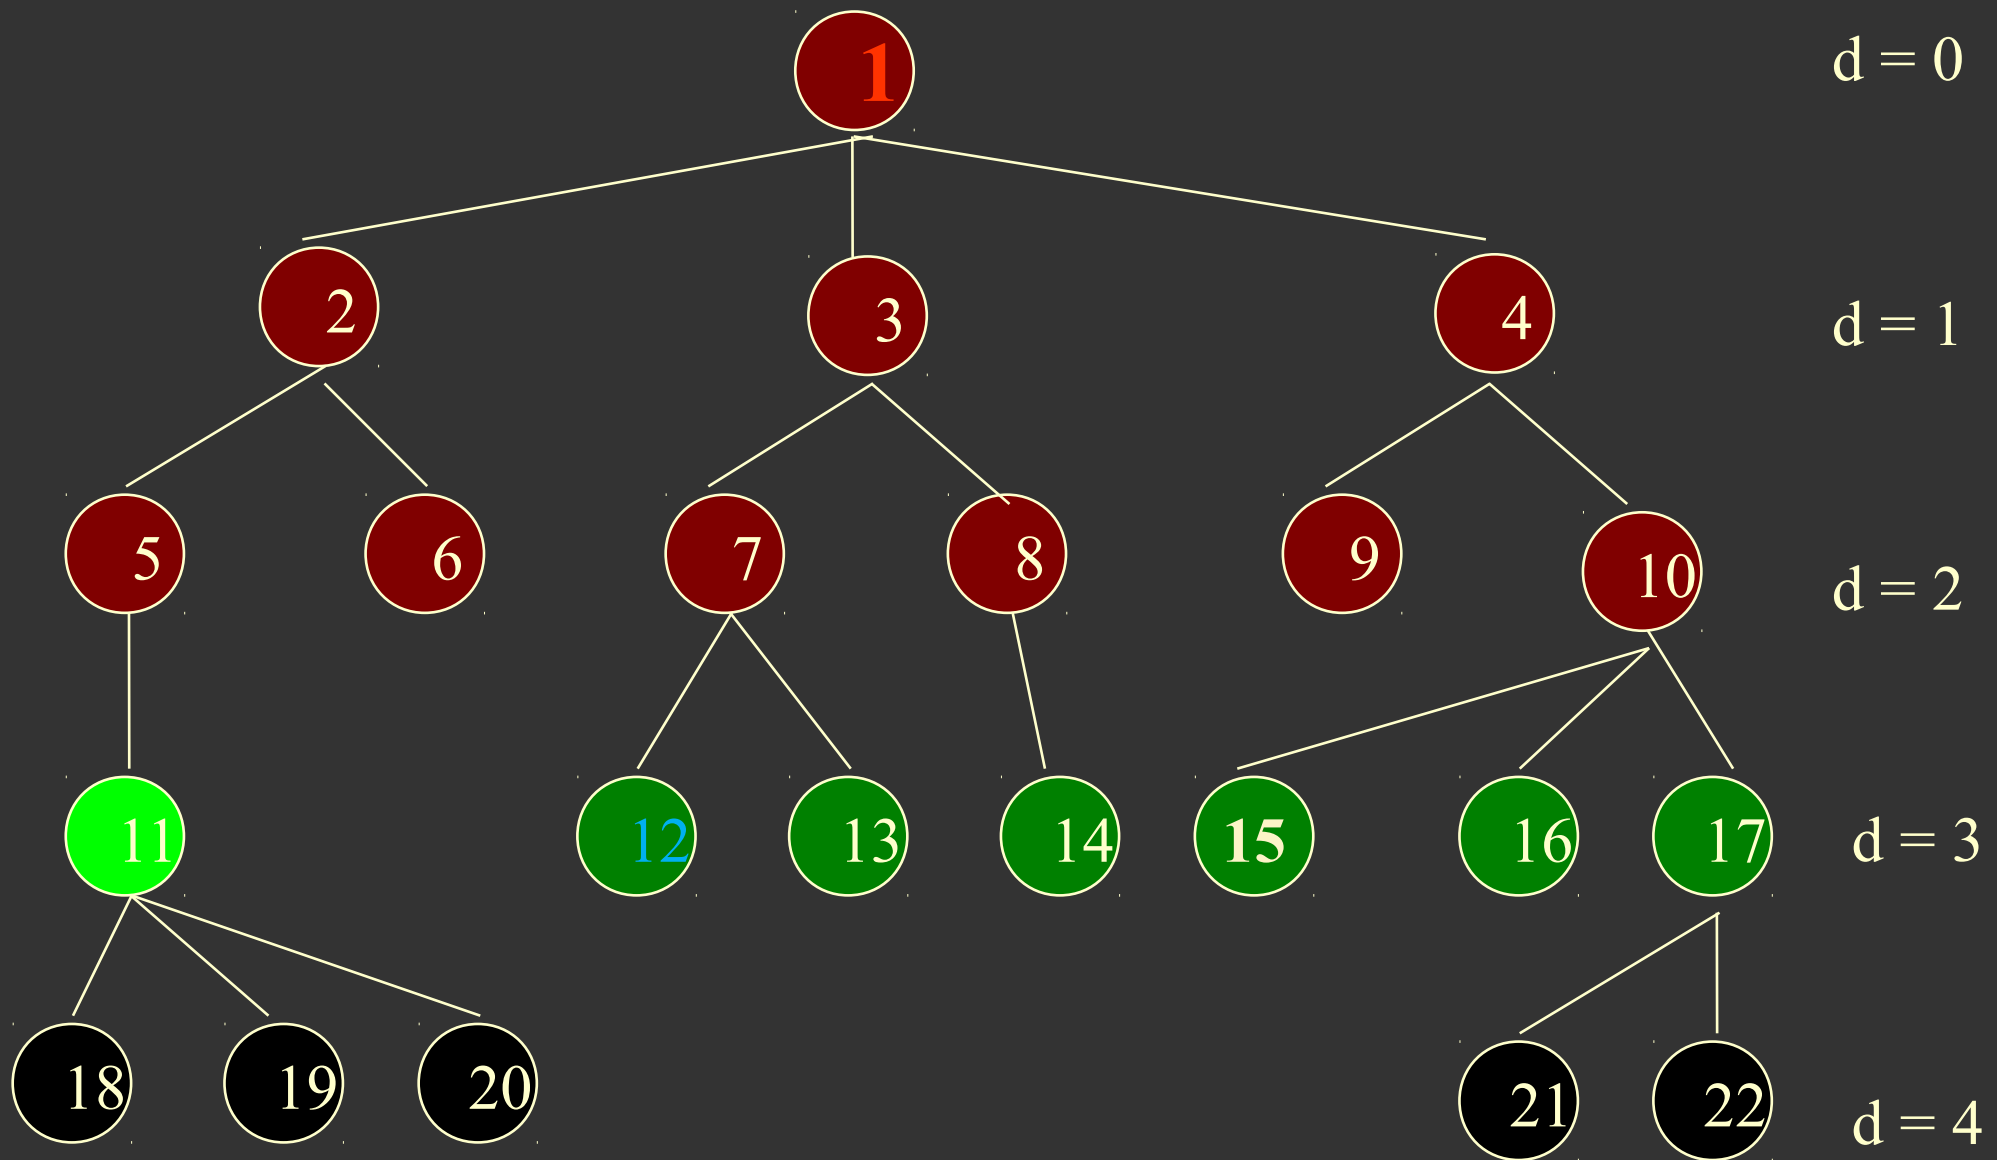 1 d = 0
2 3 4 d = 1
5 6 7 8 9 10 d = 2
11 12 13 14 15 16 17 d = 3
18 19 20 21 22 d = 4